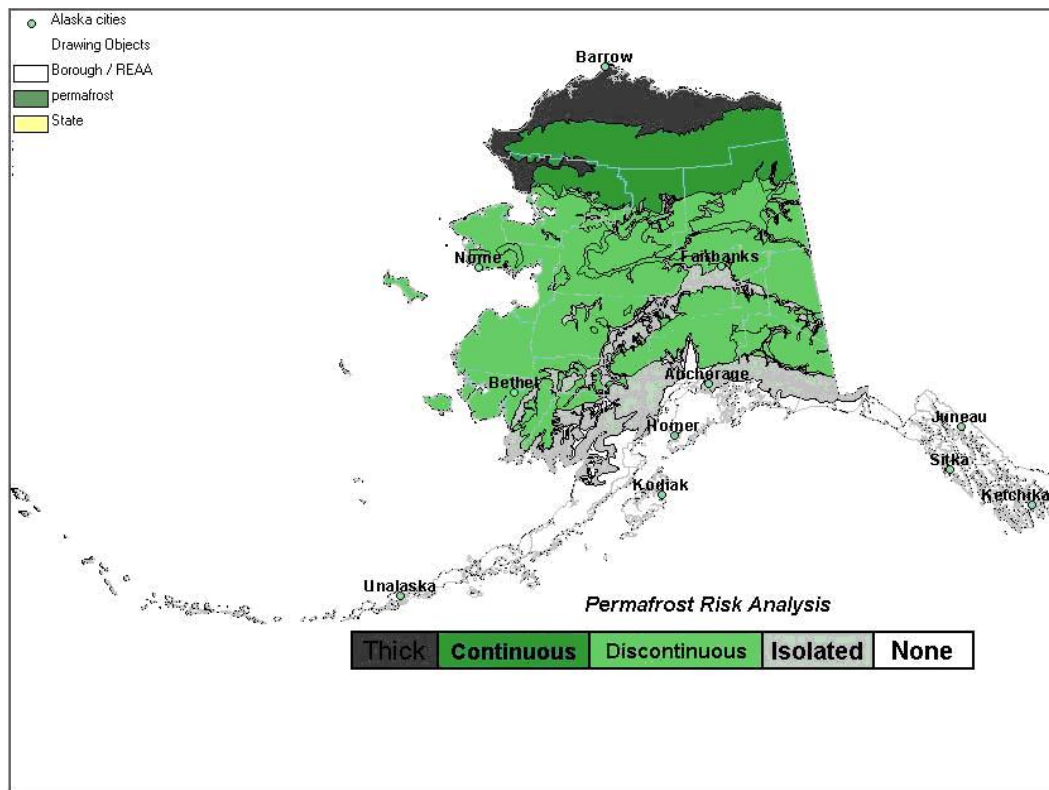 Alaska cities
Drawing Objects
Borough / REAA
permafrost
State
Barrow
Nome
Fairbanks
Bethel
Anchorage
Homer
Juneau
Sitka
Kodiak
Ketchika
Unalaska
Permafrost Risk Analysis
Thick Continuous Discontinuous Isolated None